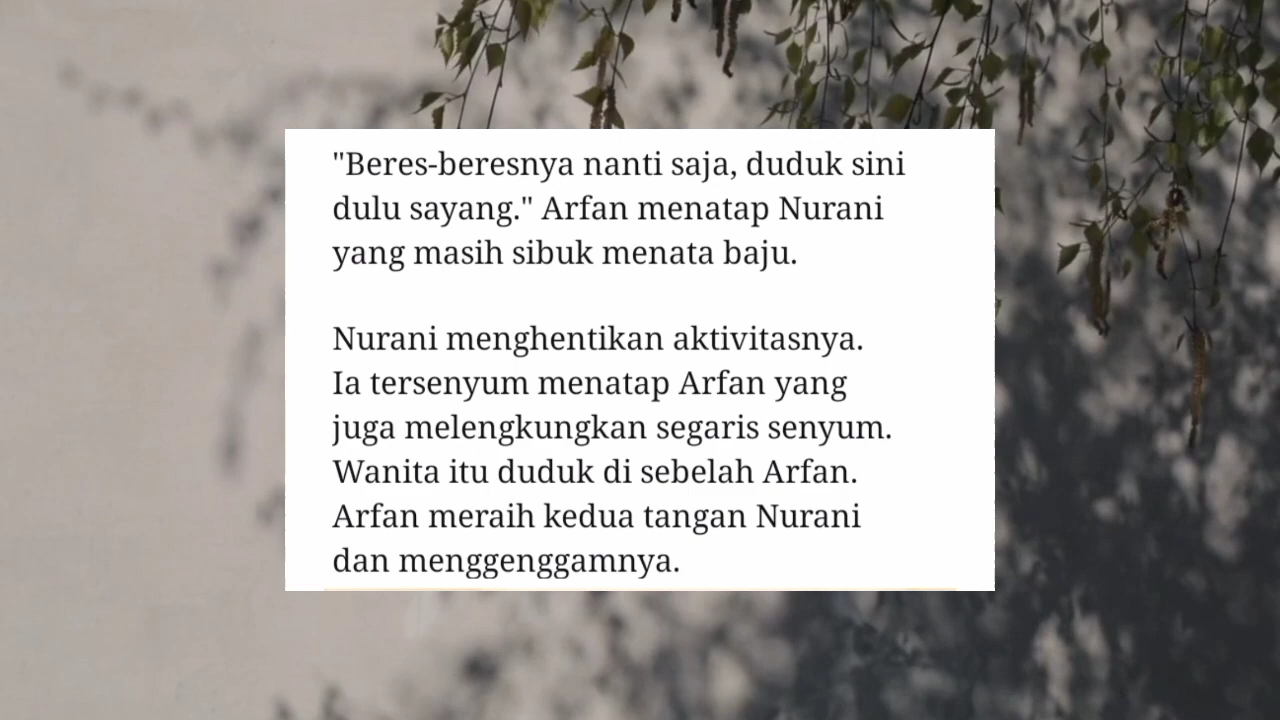 "Beres-beresnya nanti saja, duduk sini
dulu sayang." Arfan menatap Nurani
yang masih sibuk menata baju.
Nurani menghentikan aktivitasnya.
Ia tersenyum menatap Arfan yang
juga melengkungkan segaris senyum.
Wanita itu duduk di sebelah Arfan.
Arfan meraih kedua tangan Nurani
dan menggenggamnya.